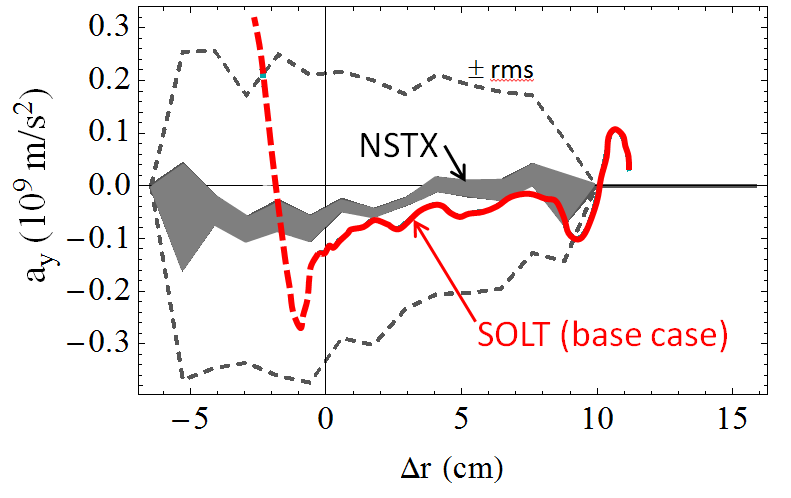 0.3
0.2
0.1
0.0
−0.1
−0.2
−0.3
a_y (10^9 m/s^2)
± rms
NSTX
SOLT (base case)
−5 0 5 10 15
Δr (cm)